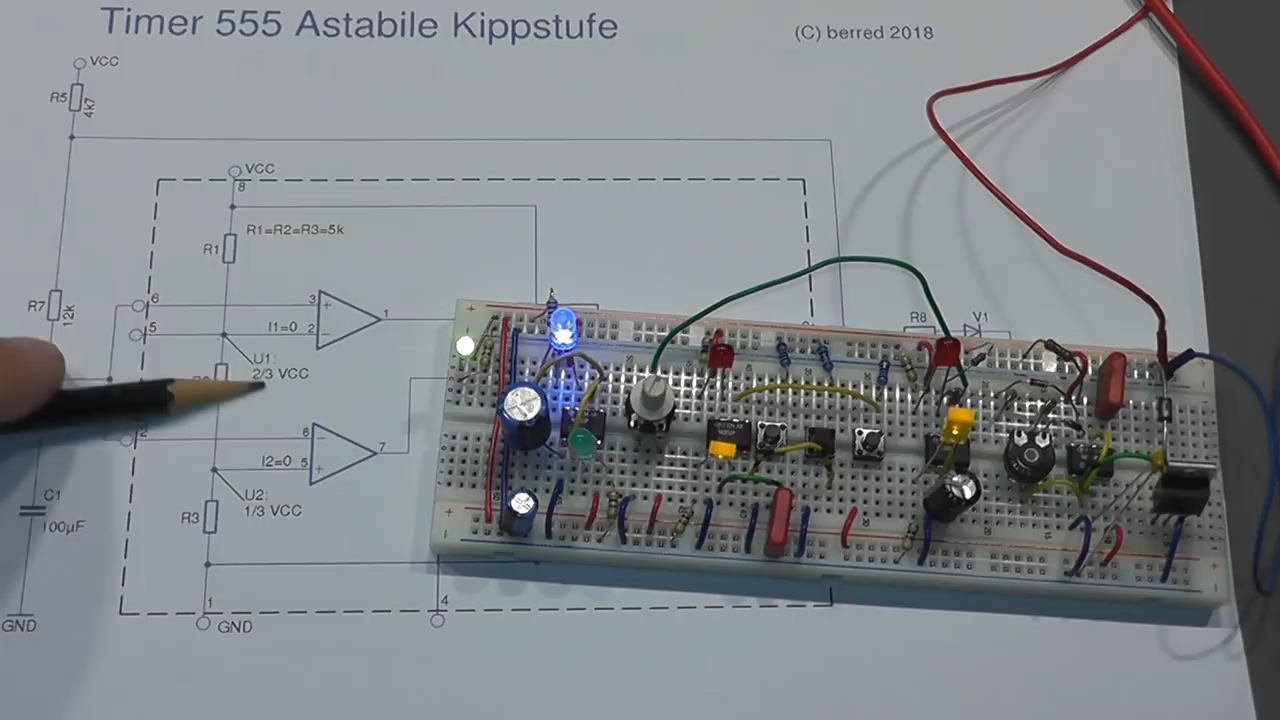 Timer 555 Astabile Kippstufe
(C) berred 2018
VCC
R5
4k7
VCC
8
R1=R2=R3=5k
R1
R7
12k
6
3
+
1
5
I1=0
2
−
U1:
2/3 VCC
R8
V1
2
6
−
7
I2=0
5
+
U2:
1/3 VCC
C1
100µF
R3
1
4
GND
GND